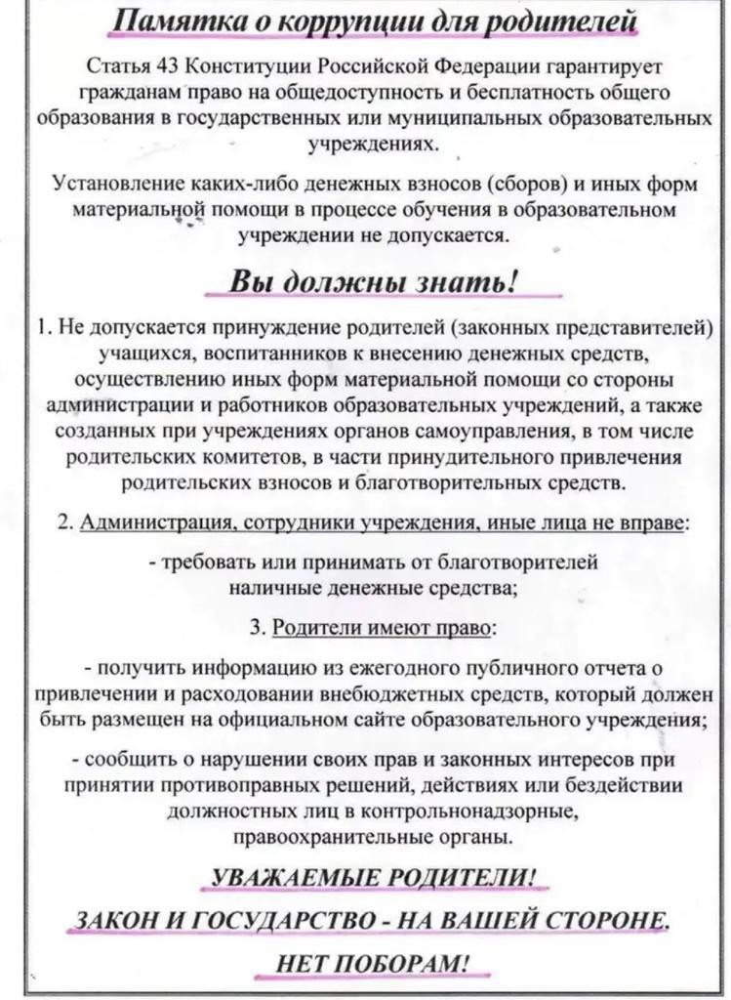 Памятка о коррупции для родителей
Статья 43 Конституции Российской Федерации гарантирует
гражданам право на общедоступность и бесплатность общего
образования в государственных или муниципальных образовательных
учреждениях.
Установление каких-либо денежных взносов (сборов) и иных форм
материальной помощи в процессе обучения в образовательном
учреждении не допускается.
Вы должны знать!
1. Не допускается принуждение родителей (законных представителей)
учащихся, воспитанников к внесению денежных средств,
осуществлению иных форм материальной помощи со стороны
администрации и работников образовательных учреждений, а также
созданных при учреждениях органов самоуправления, в том числе
родительских комитетов, в части принудительного привлечения
родительских взносов и благотворительных средств.
2. Администрация, сотрудники учреждения, иные лица не вправе:
- требовать или принимать от благотворителей
наличные денежные средства;
3. Родители имеют право:
- получить информацию из ежегодного публичного отчета о
привлечении и расходовании внебюджетных средств, который должен
быть размещен на официальном сайте образовательного учреждения;
- сообщить о нарушении своих прав и законных интересов при
принятии противоправных решений, действиях или бездействии
должностных лиц в контрольнонадзорные,
правоохранительные органы.
УВАЖАЕМЫЕ РОДИТЕЛИ!
ЗАКОН И ГОСУДАРСТВО - НА ВАШЕЙ СТОРОНЕ.
НЕТ ПОБОРАМ!